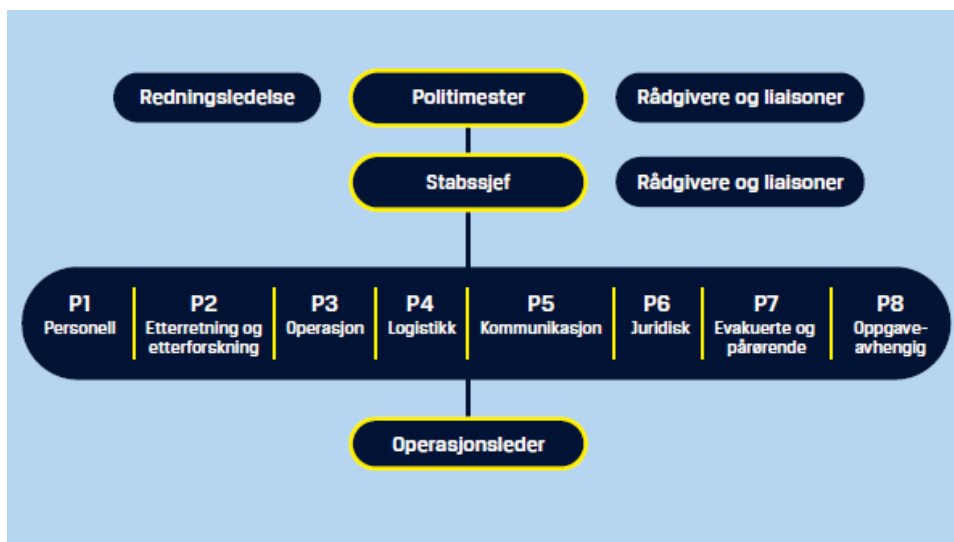 Redningsledelse
Politimester
Rådgivere og liaisoner
Stabssjef
Rådgivere og liaisoner
P1
Personell
P2
Etterretning og
etterforskning
P3
Operasjon
P4
Logistikk
P5
Kommunikasjon
P6
Juridisk
P7
Evakuerte og
pårørende
P8
Oppgave-
avhengig
Operasjonsleder